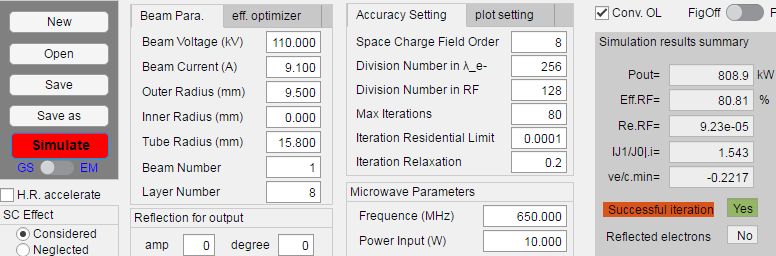 New
Open
Save
Save as
Simulate
GS EM
H.R. accelerate
SC Effect
Considered
Neglected
Beam Para. eff. optimizer
Beam Voltage (kV) 110.000
Beam Current (A) 9.100
Outer Radius (mm) 9.500
Inner Radius (mm) 0.000
Tube Radius (mm) 15.800
Beam Number 1
Layer Number 8
Reflection for output
amp 0 degree 0
Accuracy Setting plot setting
Space Charge Field Order 8
Division Number in λ_e- 256
Division Number in RF 128
Max Iterations 80
Iteration Residential Limit 0.0001
Iteration Relaxation 0.2
Microwave Parameters
Frequence (MHz) 650.000
Power Input (W) 10.000
Conv. OL FigOff F
Simulation results summary
Pout= 808.9 kW
Eff.RF= 80.81 %
Re.RF= 9.23e-05
IJ1/J0|.i= 1.543
ve/c.min= -0.2217
Successful iteration Yes
Reflected electrons No